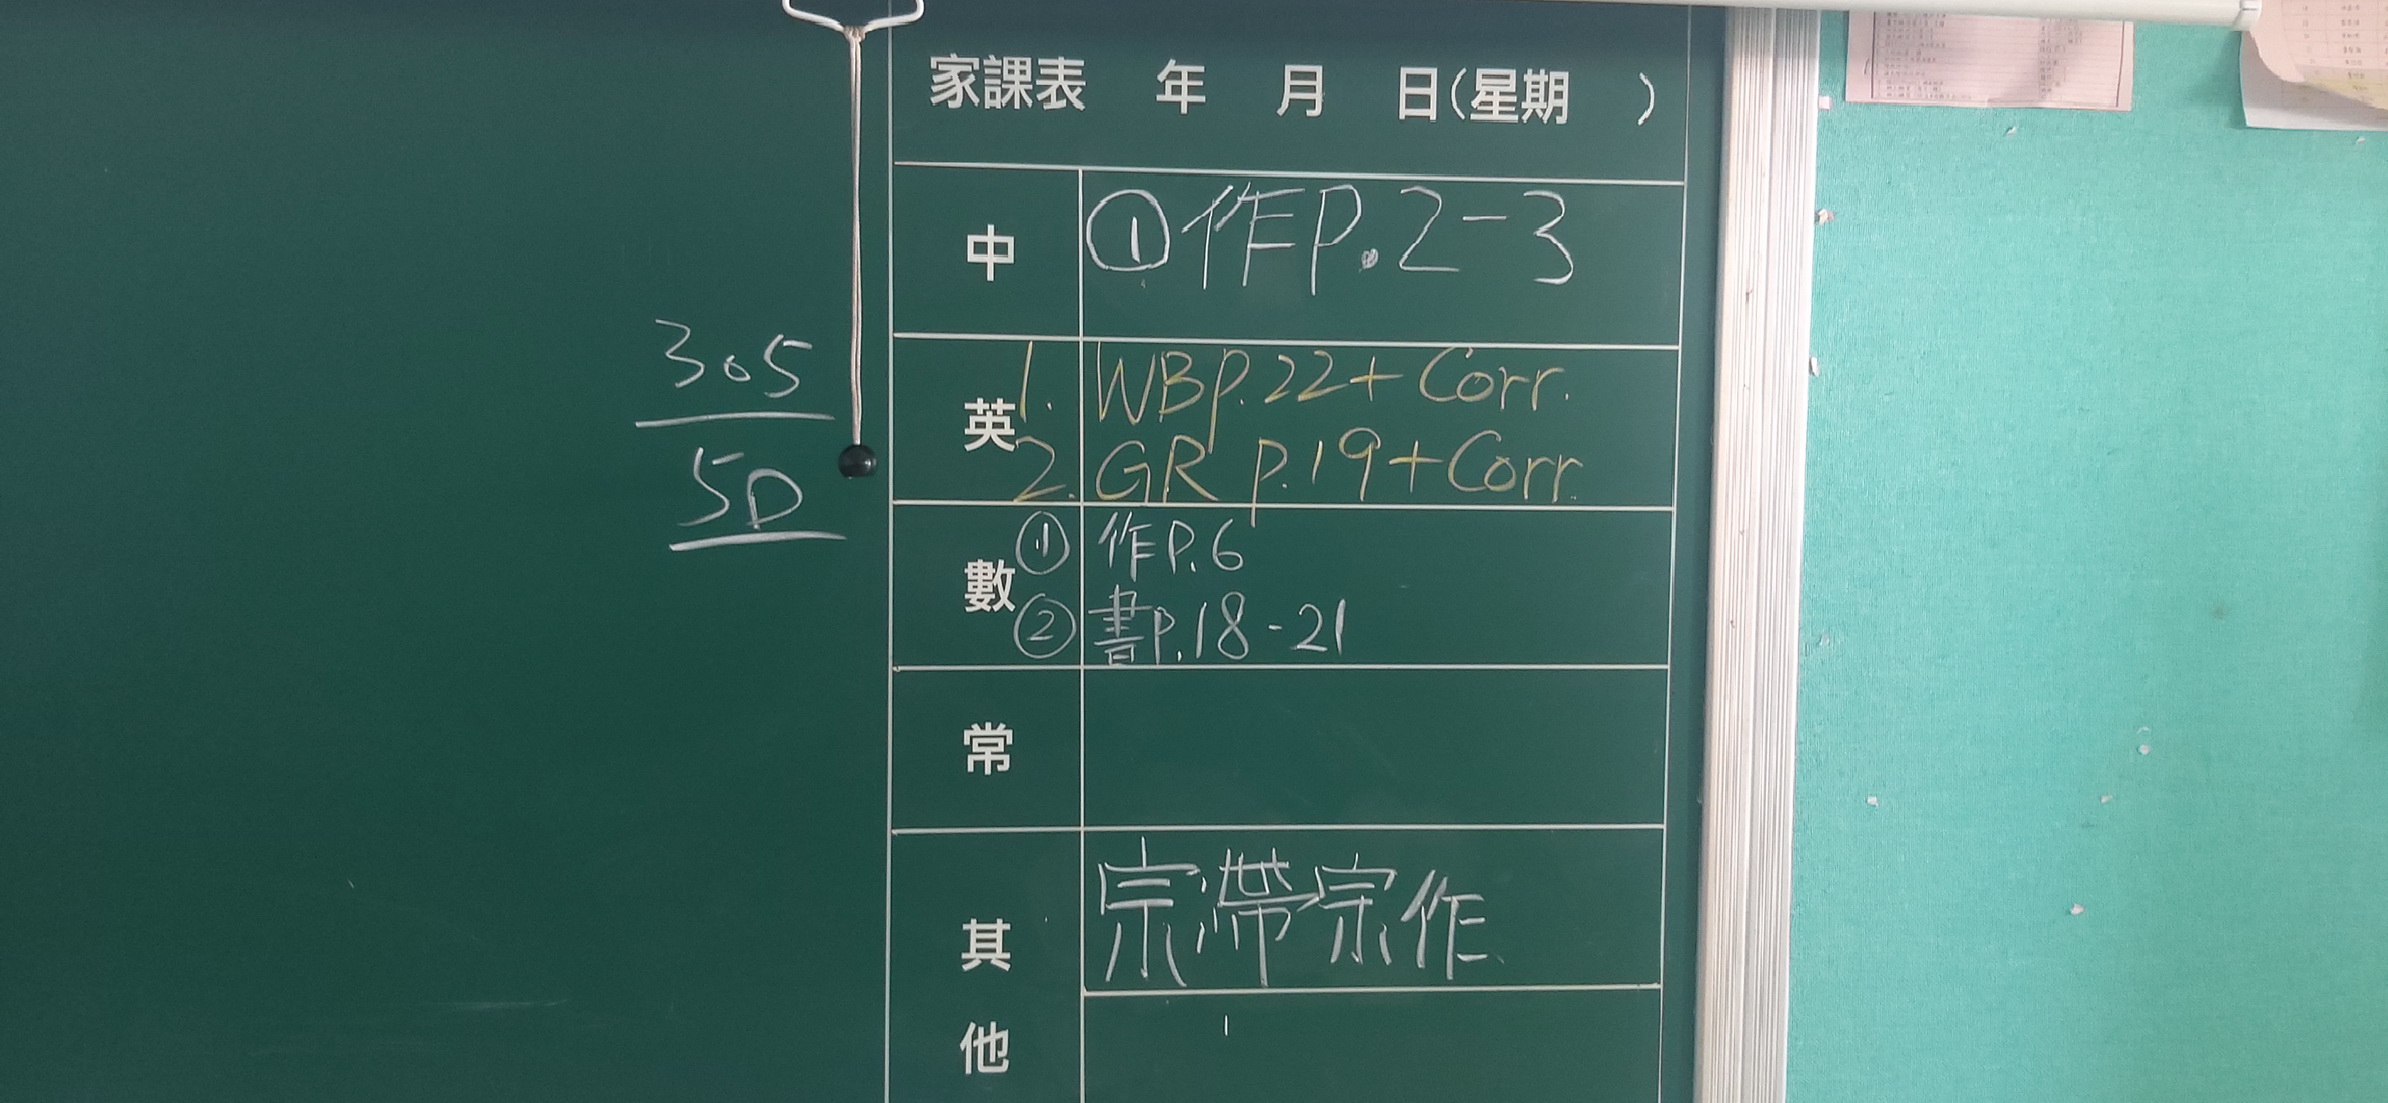 家課表 年 月 日(星期 )
中 ①作P.2-3
英 1. WB p.22+ Corr.
2. GR p.19+Corr.
數 ① 作P.6
② 書P.18-21
常
其他 宗帶宗作
305
5D